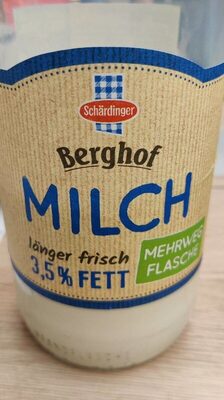 Schärdinger
Berghof
MILCH
länger frisch
3,5% FETT
MEHRWEG
FLASCHE